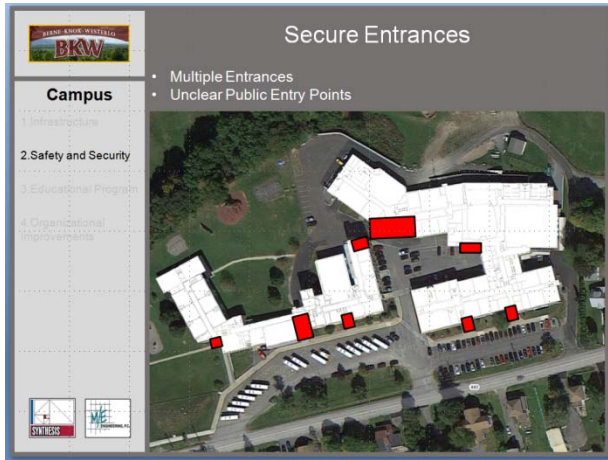 BERNE-KNOX-WESTERLO
BKW
Secure Entrances
• Multiple Entrances
• Unclear Public Entry Points
Campus
1.Infrastructure
2.Safety and Security
3.Educational Program
4.Organizational
Improvements
SYNTHESIS
M/E
ENGINEERING, P.C.
443